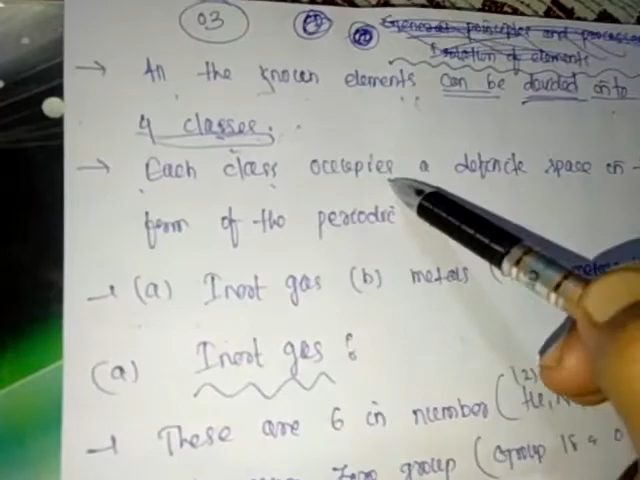 03
General principles and processes
Isolation of elements
→ All the known elements can be devided into
4 classes.
→ Each class occupies a definite space in
form of the periodic
→ (a) Inert gas (b) metals
(a) Inert gas :
→ These are 6 in number (He,
Zero group (Group 18